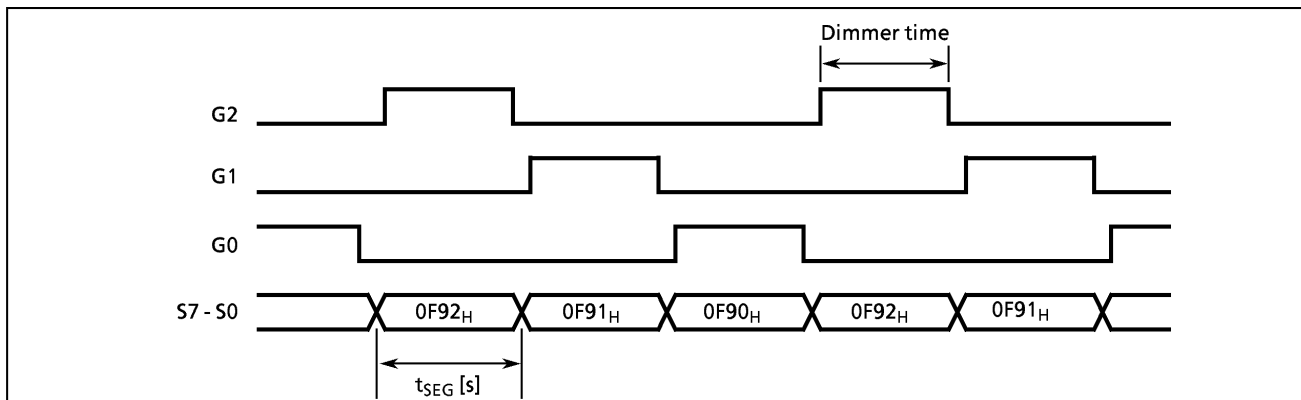 Dimmer time
G2
G1
G0
S7 - S0 0F92H 0F91H 0F90H 0F92H 0F91H
tSEG [s]